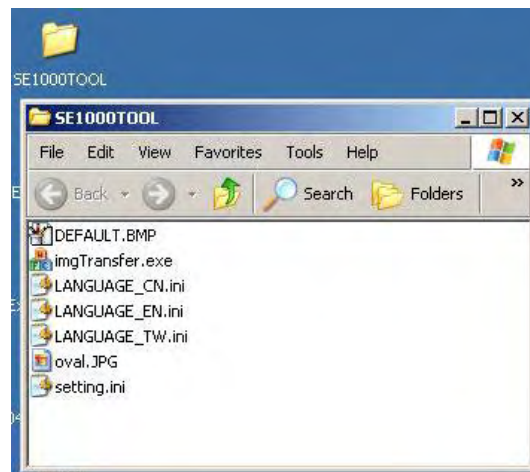 SE1000TOOL
SE1000TOOL
File Edit View Favorites Tools Help
Back Search Folders »
DEFAULT.BMP
imgTransfer.exe
LANGUAGE_CN.ini
LANGUAGE_EN.ini
LANGUAGE_TW.ini
oval.JPG
setting.ini